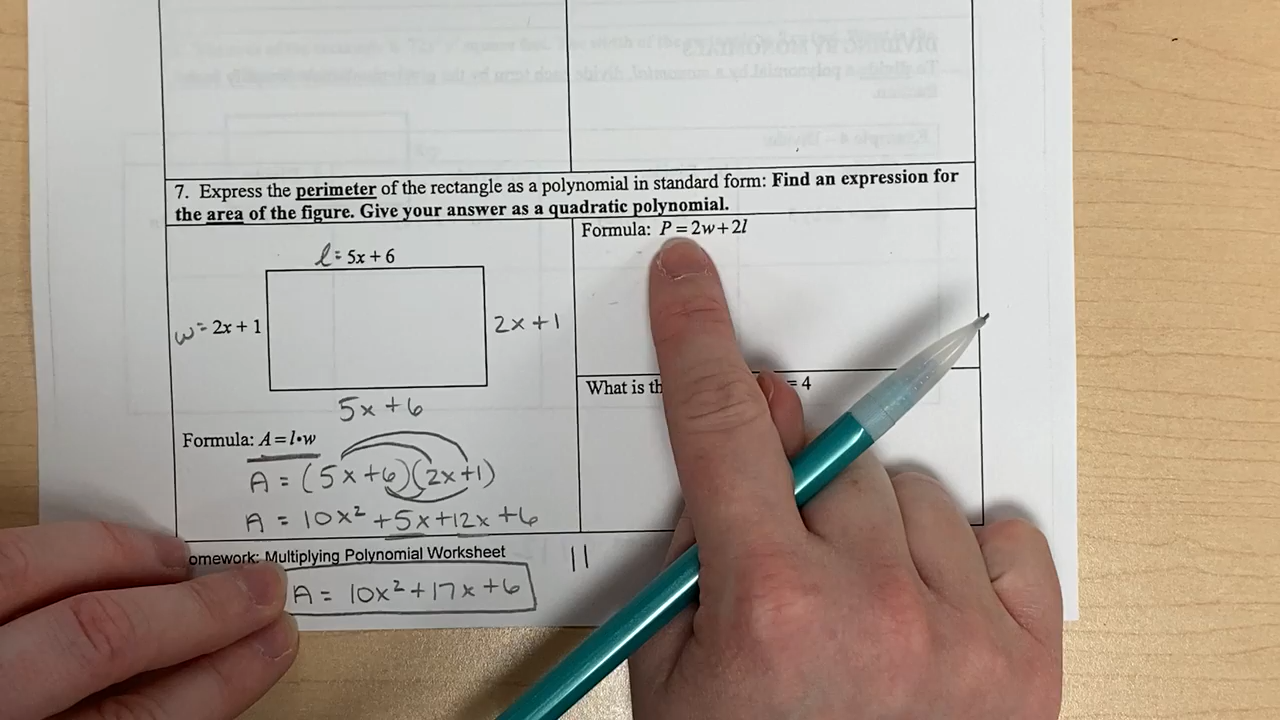 7. Express the perimeter of the rectangle as a polynomial in standard form: Find an expression for
the area of the figure. Give your answer as a quadratic polynomial.
l = 5x + 6
w = 2x + 1
2x + 1
5x + 6
Formula: A = l•w
A = (5x + 6)(2x + 1)
A = 10x² + 5x + 12x + 6
Formula: P = 2w + 2l
What is th
= 4
omework: Multiplying Polynomial Worksheet
11
A = 10x² + 17x + 6